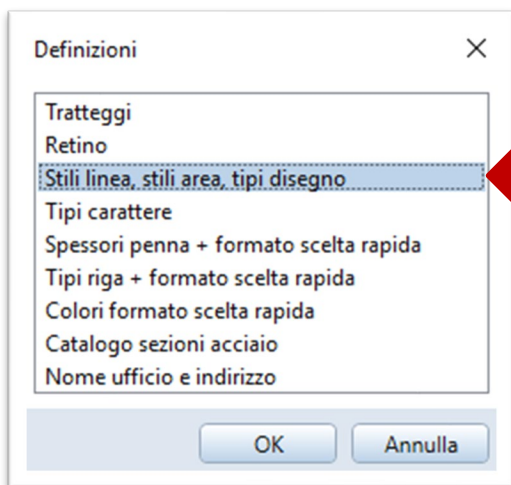 Definizioni
Tratteggi
Retino
Stili linea, stili area, tipi disegno
Tipi carattere
Spessori penna + formato scelta rapida
Tipi riga + formato scelta rapida
Colori formato scelta rapida
Catalogo sezioni acciaio
Nome ufficio e indirizzo
OK Annulla